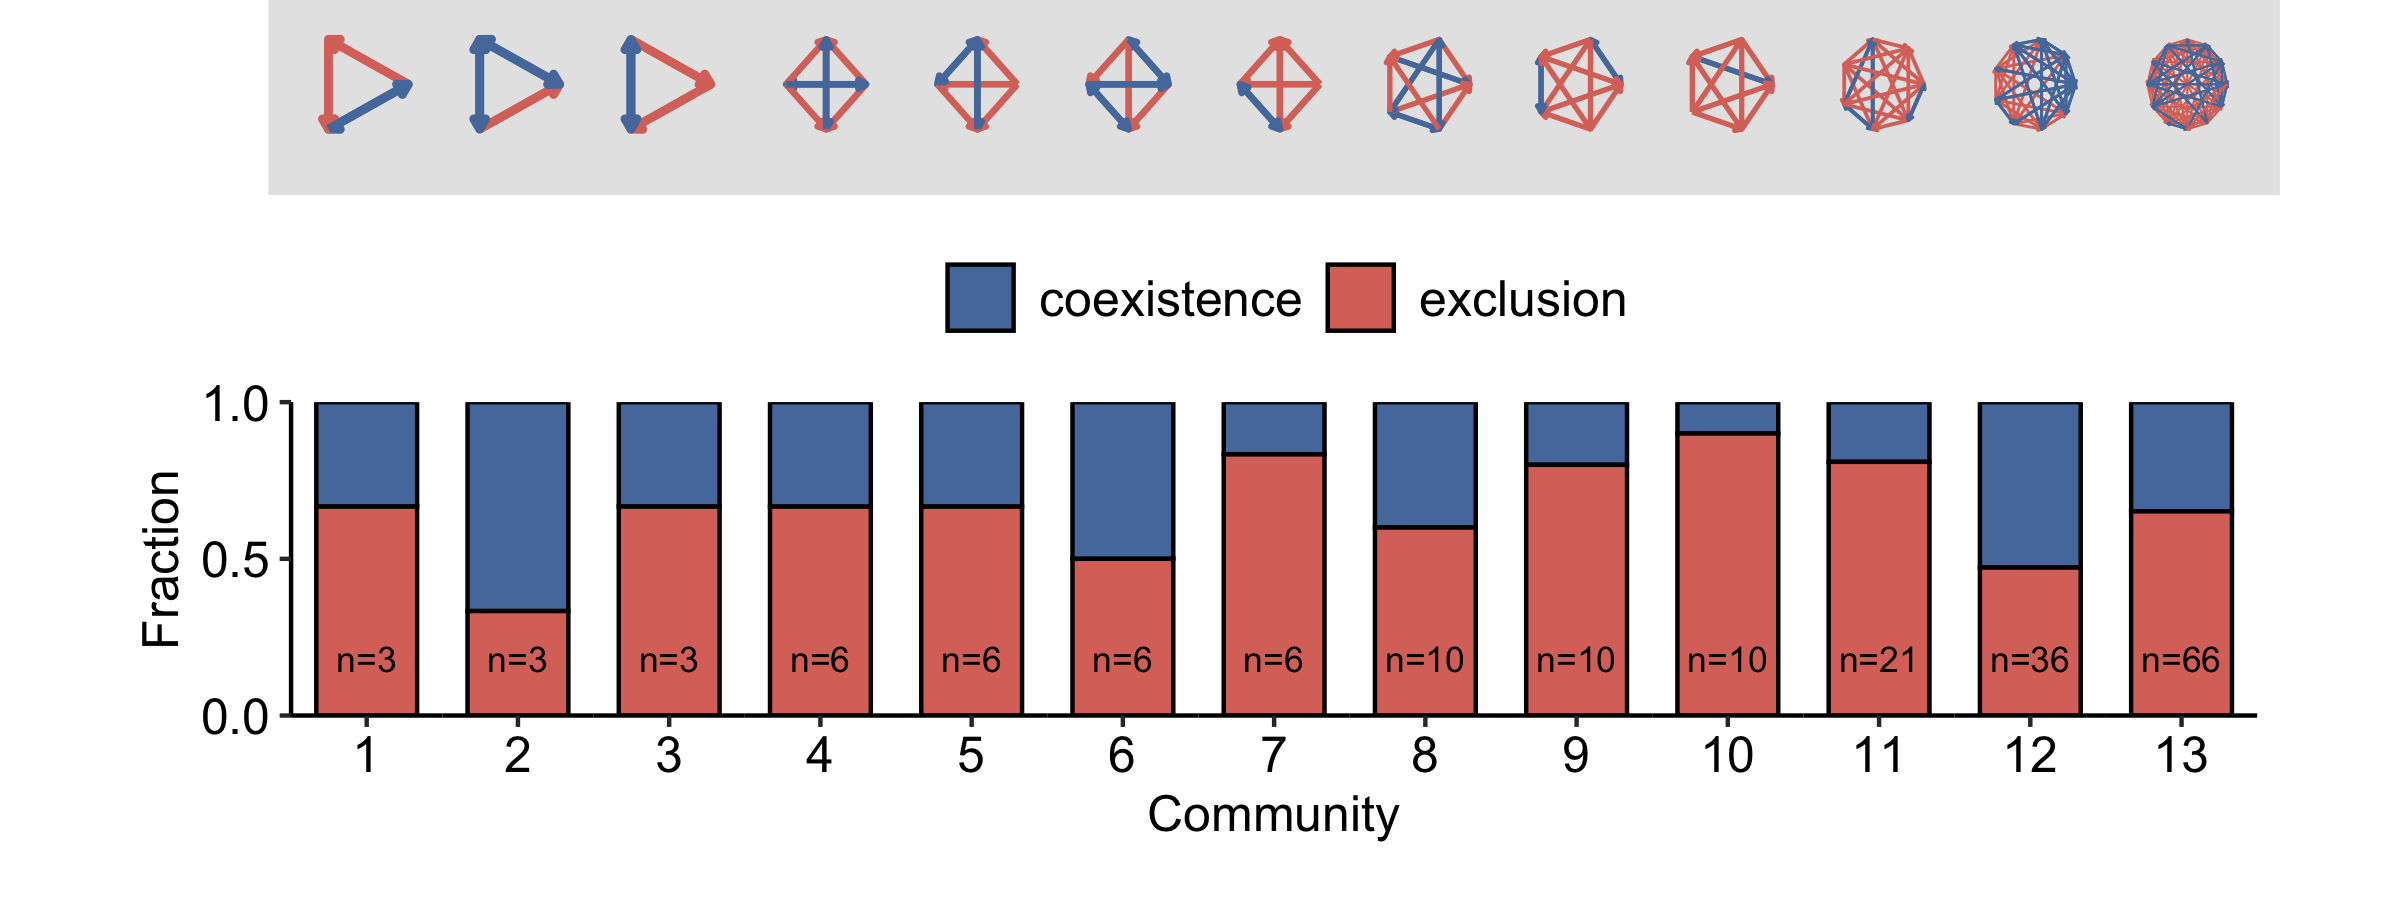 coexistence exclusion
1.0
0.5
0.0
Fraction
n=3 n=3 n=3 n=6 n=6 n=6 n=6 n=10 n=10 n=10 n=21 n=36 n=66
1 2 3 4 5 6 7 8 9 10 11 12 13
Community